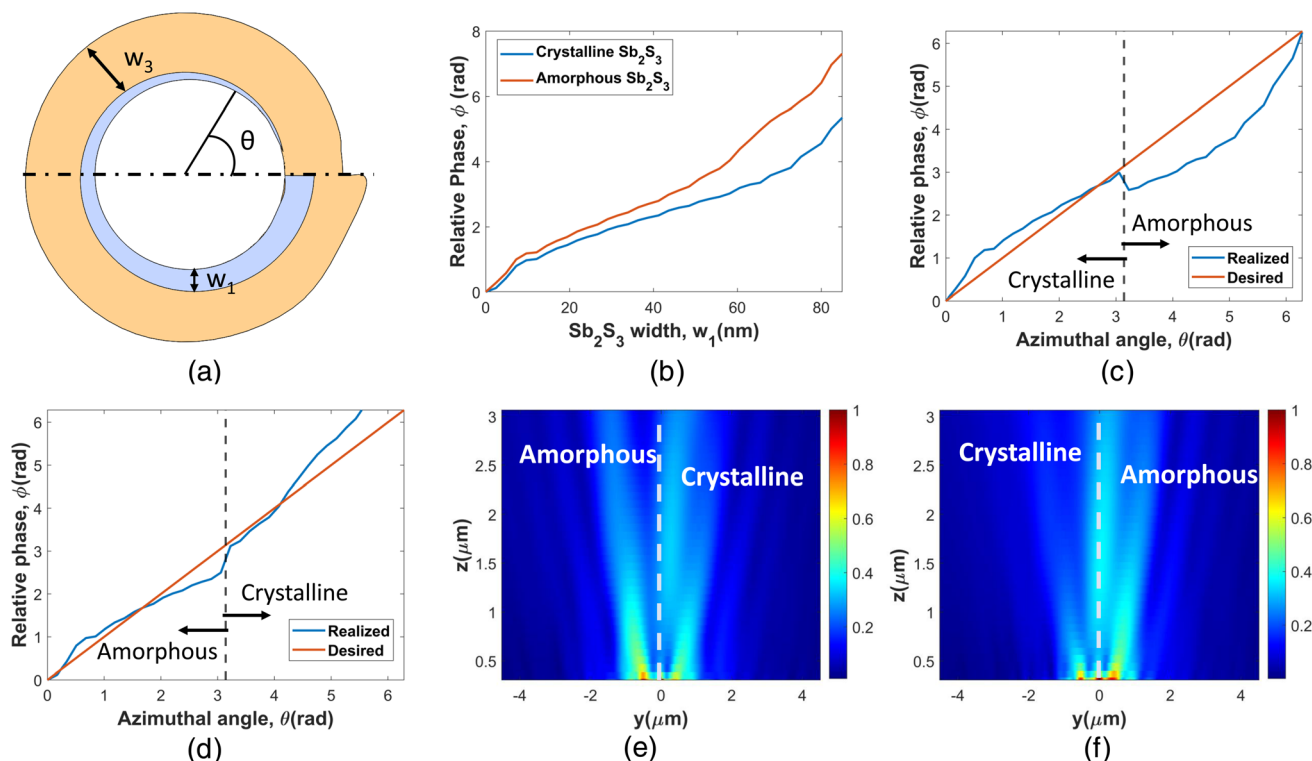 w₃
θ
w₁
(a)
8
6
4
2
0
0 20 40 60 80
Relative Phase, ϕ (rad)
Crystalline Sb₂S₃
Amorphous Sb₂S₃
Sb₂S₃ width, w₁(nm)
(b)
6
5
4
3
2
1
0
0 1 2 3 4 5 6
Relative phase, ϕ(rad)
Amorphous
Crystalline
Realized
Desired
Azimuthal angle, θ(rad)
(c)
6
5
4
3
2
1
0
0 1 2 3 4 5 6
Relative phase, ϕ(rad)
Crystalline
Amorphous
Realized
Desired
Azimuthal angle, θ(rad)
(d)
3
2.5
2
1.5
1
0.5
-4 -2 0 2 4
z(μm)
Amorphous
Crystalline
1
0.8
0.6
0.4
0.2
y(μm)
(e)
3
2.5
2
1.5
1
0.5
-4 -2 0 2 4
z(μm)
Crystalline
Amorphous
1
0.8
0.6
0.4
0.2
y(μm)
(f)